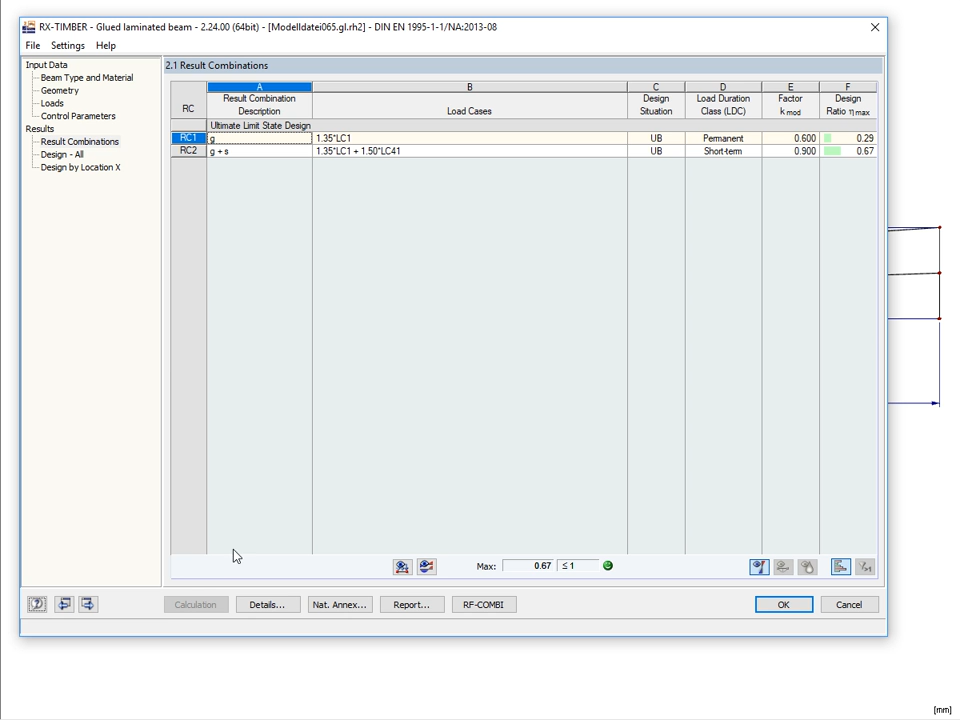 RX-TIMBER - Glued laminated beam - 2.24.00 (64bit) - [Modelldatei065.gl.rh2] - DIN EN 1995-1-1/NA:2013-08
File Settings Help
Input Data
Beam Type and Material
Geometry
Loads
Control Parameters
Results
Result Combinations
Design - All
Design by Location X
2.1 Result Combinations
A B C D E F
RC
Result Combination Description
Load Cases
Design Situation
Load Duration Class (LDC)
Factor kmod
Design Ratio ηmax
Ultimate Limit State Design
RC1 g 1.35*LC1 UB Permanent 0.600 0.29
RC2 g + s 1.35*LC1 + 1.50*LC41 UB Short-term 0.900 0.67
Max: 0.67 ≤ 1
Calculation Details... Nat. Annex... Report... RF-COMBI OK Cancel
[mm]